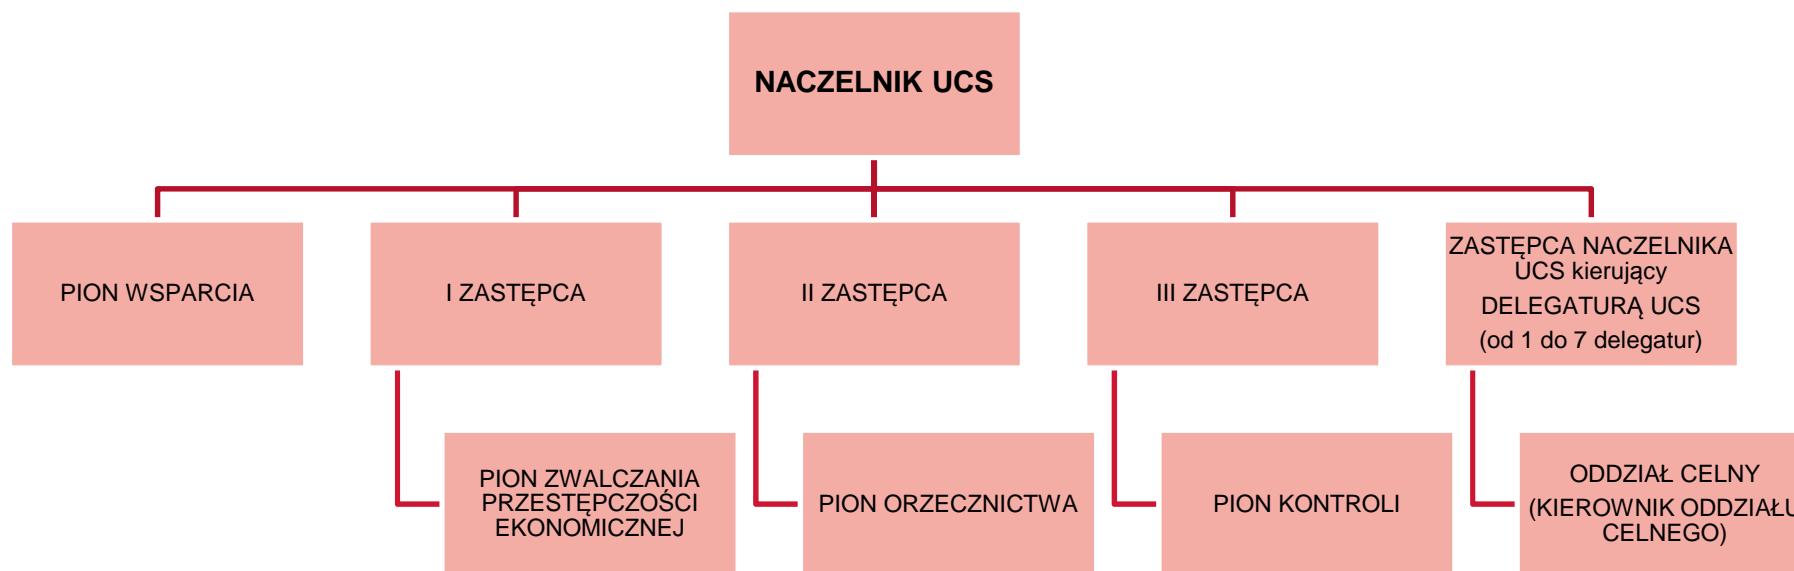 NACZELNIK UCS
PION WSPARCIA
I ZASTĘPCA
II ZASTĘPCA
III ZASTĘPCA
ZASTĘPCA NACZELNIKA
UCS kierujący
DELEGATURĄ UCS
(od 1 do 7 delegatur)
PION ZWALCZANIA
PRZESTĘPCZOŚCI
EKONOMICZNEJ
PION ORZECZNICTWA
PION KONTROLI
ODDZIAŁ CELNY
(KIEROWNIK ODDZIAŁU
CELNEGO)